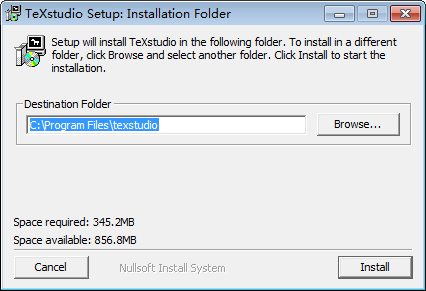 TeXstudio Setup: Installation Folder
Setup will install TeXstudio in the following folder. To install in a different
folder, click Browse and select another folder. Click Install to start the
installation.
Destination Folder
C:\Program Files\texstudio
Browse...
Space required: 345.2MB
Space available: 856.8MB
Cancel
Nullsoft Install System
Install